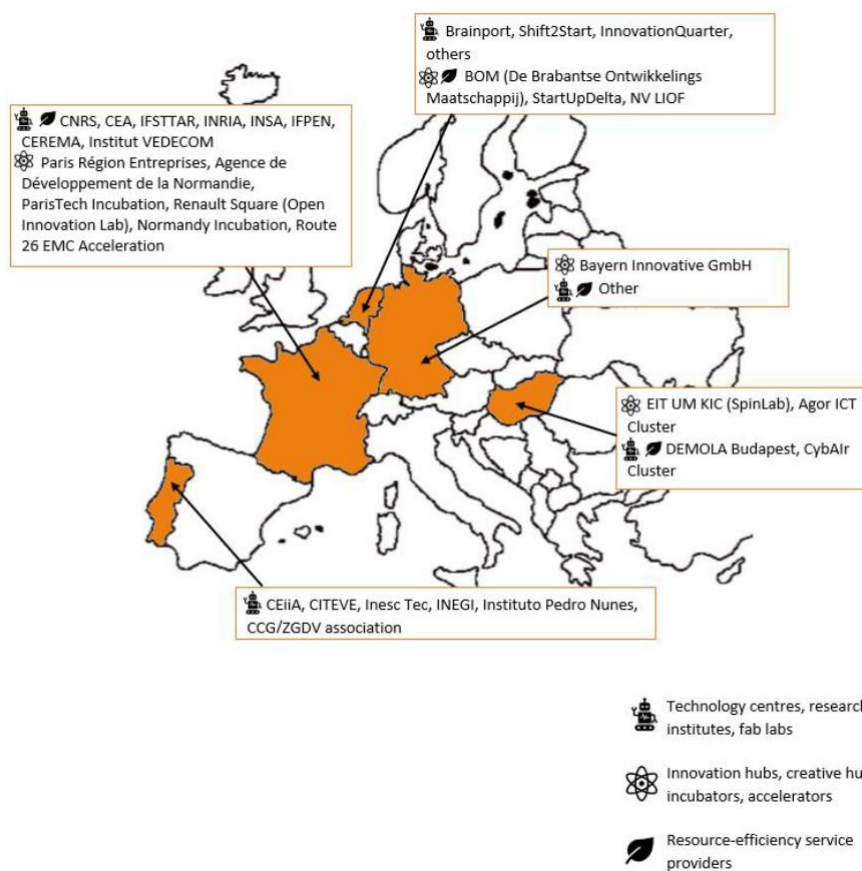 Brainport, Shift2Start, InnovationQuarter,
others
BOM (De Brabantse Ontwikkelings
Maatschappij), StartUpDelta, NV LIOF
CNRS, CEA, IFSTTAR, INRIA, INSA, IFPEN,
CEREMA, Institut VEDECOM
Paris Région Entreprises, Agence de
Développement de la Normandie,
ParisTech Incubation, Renault Square (Open
Innovation Lab), Normandy Incubation, Route
26 EMC Acceleration
Bayern Innovative GmbH
Other
EIT UM KIC (SpinLab), Agor ICT
Cluster
DEMOLA Budapest, CybAIr
Cluster
CEiiA, CITEVE, Inesc Tec, INEGI, Instituto Pedro Nunes,
CCG/ZGDV association
Technology centres, research
institutes, fab labs
Innovation hubs, creative hu
incubators, accelerators
Resource-efficiency service
providers